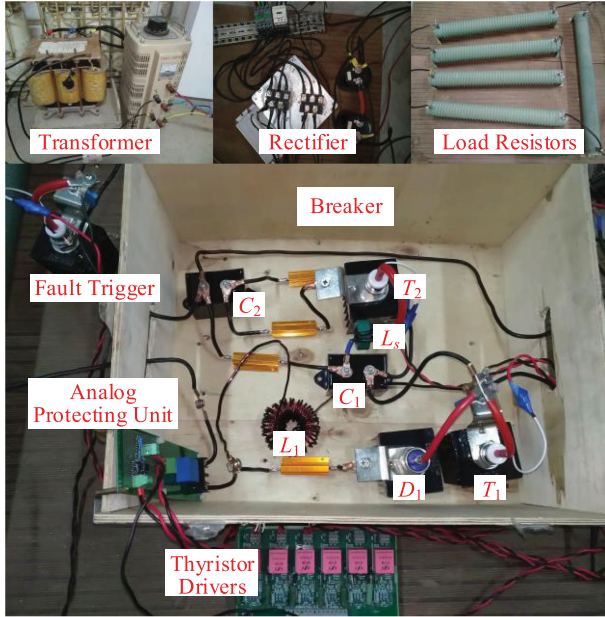 Transformer
Rectifier
Load Resistors
Breaker
Fault Trigger
C2
T2
Ls
Analog
Protecting Unit
C1
L1
D1
T1
Thyristor
Drivers